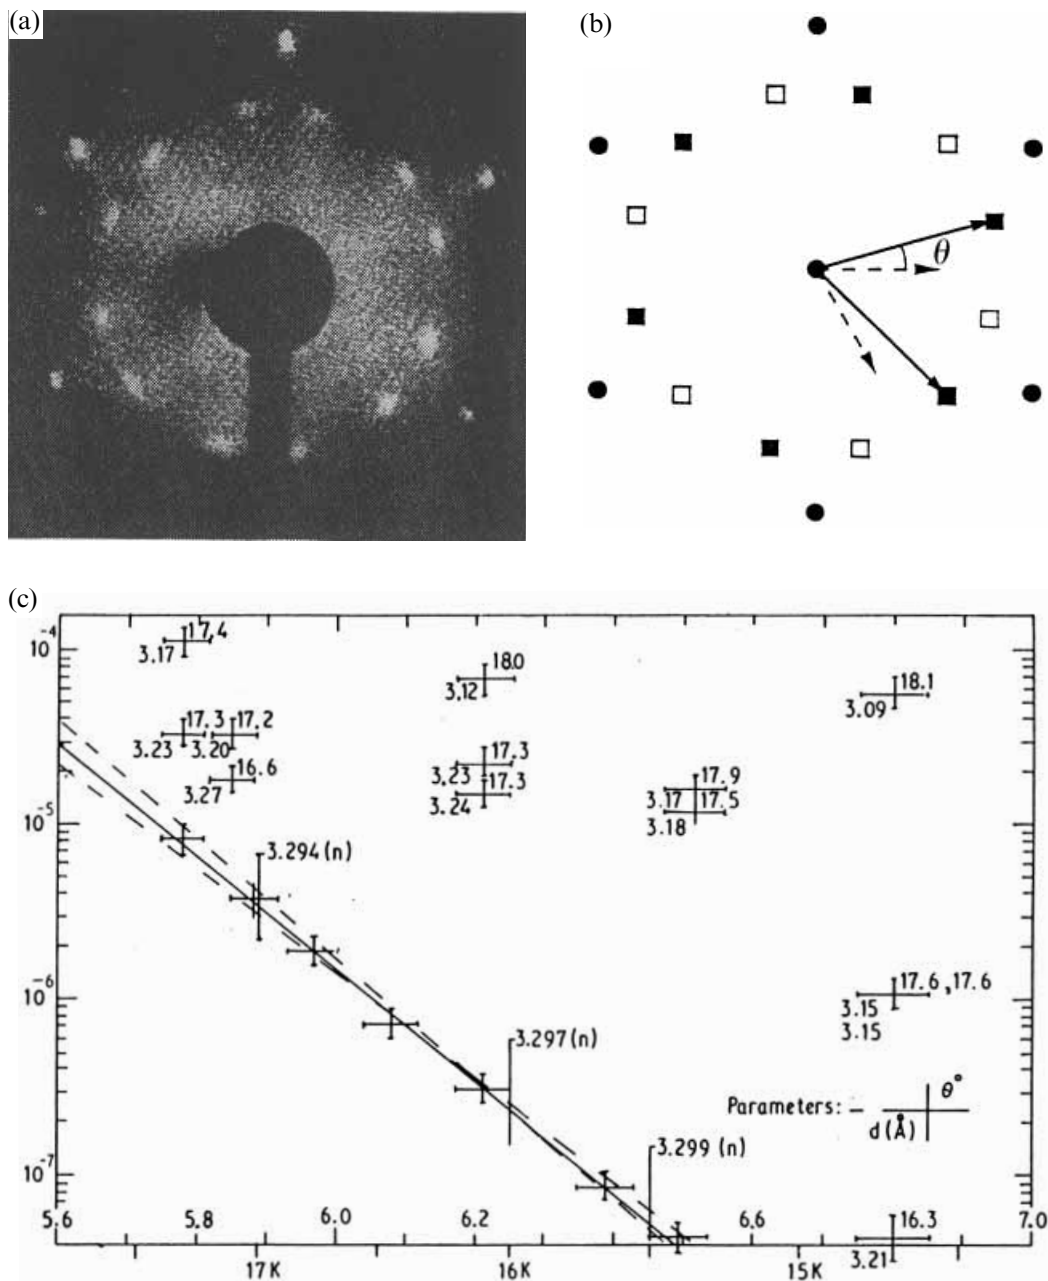 (a)
(b)
θ
(c)
10⁻⁴
17.4
3.17
18.0
3.12
18.1
3.09
17.3
17.2
3.23
3.20
17.3
3.23
17.3
3.24
16.6
3.27
17.9
3.17
17.5
3.18
10⁻⁵
3.294(n)
10⁻⁶
17.6,17.6
3.15
3.15
3.297(n)
Parameters:
θ°
d(Å)
3.299(n)
10⁻⁷
5.6
5.8
6.0
6.2
6.6
7.0
16.3
3.21
17K
16K
15K